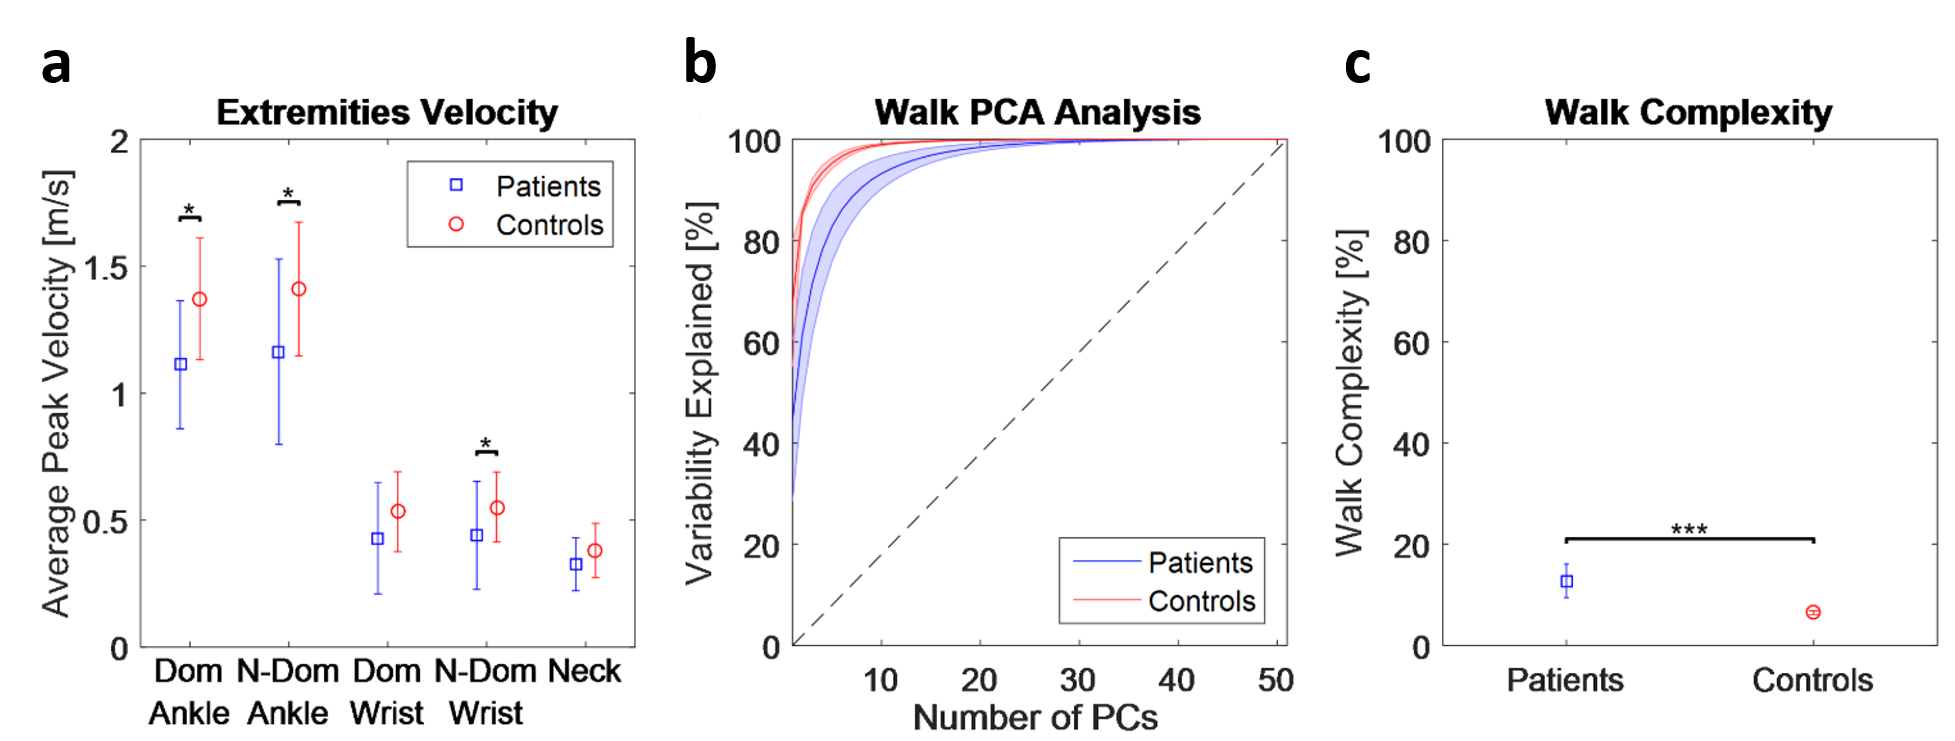 a
Extremities Velocity
Average Peak Velocity [m/s]
2
1.5
1
0.5
0
*
*
*
Patients
Controls
Dom Ankle
N-Dom Ankle
Dom Wrist
N-Dom Wrist
Neck
b
Walk PCA Analysis
Variability Explained [%]
100
80
60
40
20
0
Patients
Controls
10 20 30 40 50
Number of PCs
c
Walk Complexity
Walk Complexity [%]
100
80
60
40
20
0
***
Patients Controls